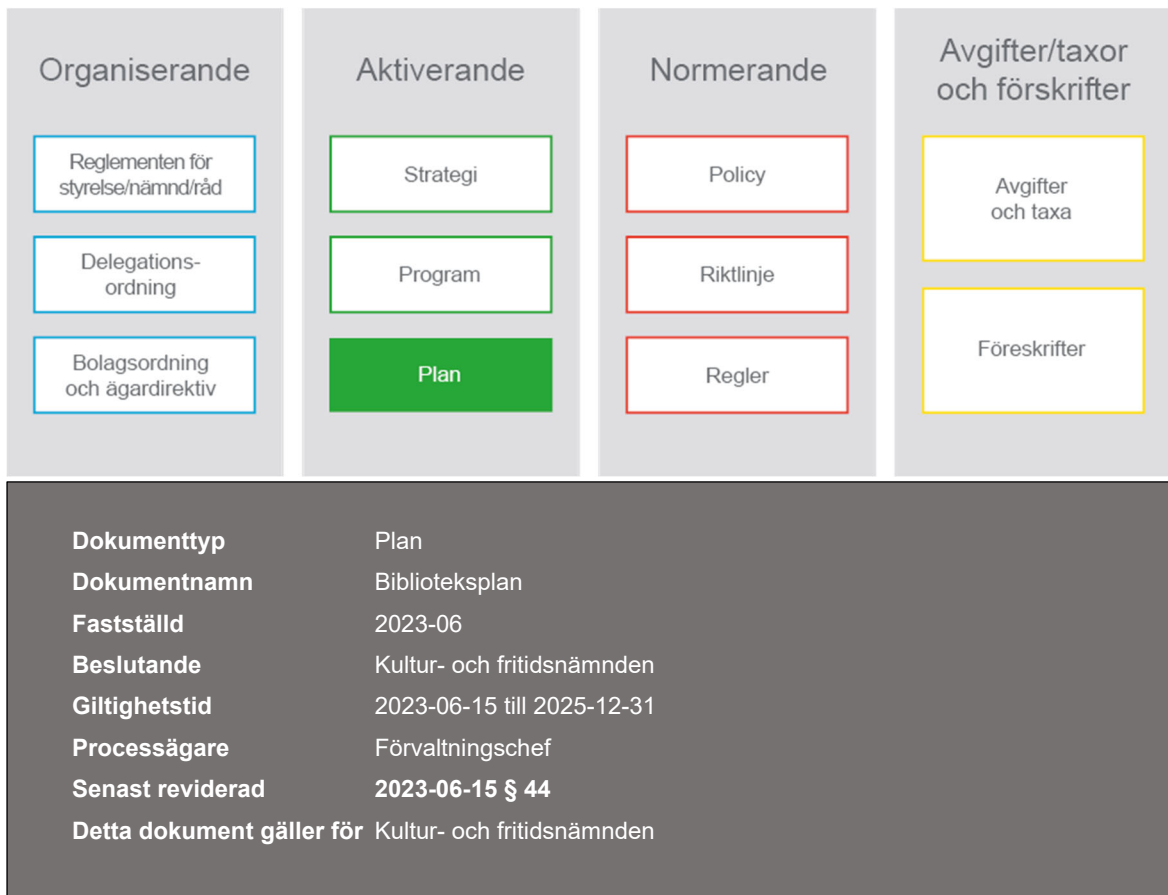 Organiserande
Reglementen för
styrelse/nämnd/råd
Delegations-
ordning
Bolagsordning
och ägardirektiv
Aktiverande
Strategi
Program
Plan
Normerande
Policy
Riktlinje
Regler
Avgifter/taxor
och förskrifter
Avgifter
och taxa
Föreskrifter
Dokumenttyp Plan
Dokumentnamn Biblioteksplan
Fastställd 2023-06
Beslutande Kultur- och fritidsnämnden
Giltighetstid 2023-06-15 till 2025-12-31
Processägare Förvaltningschef
Senast reviderad 2023-06-15 § 44
Detta dokument gäller för Kultur- och fritidsnämnden